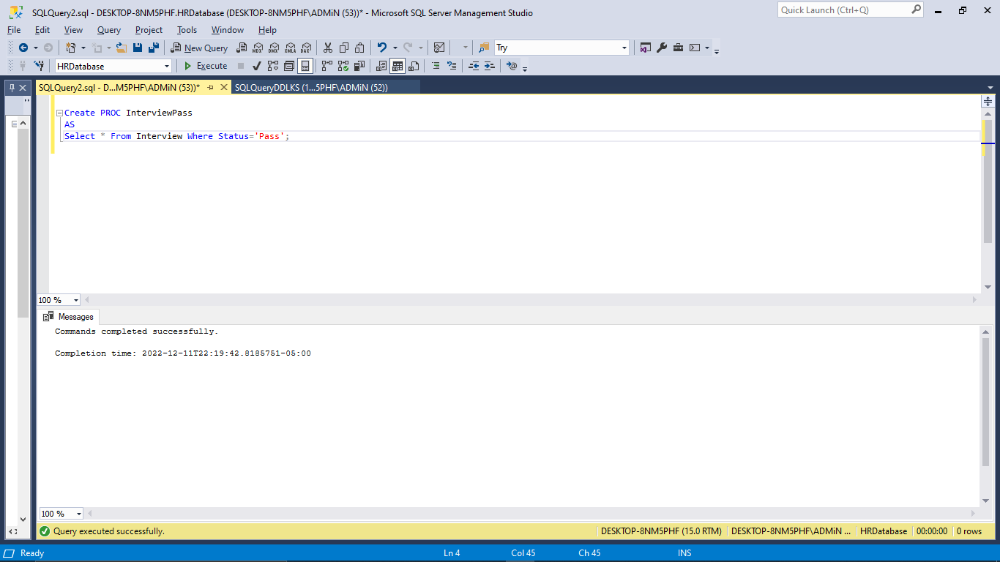 SQLQuery2.sql - DESKTOP-8NM5PHF.HRDatabase (DESKTOP-8NM5PHF\ADMiN (53))* - Microsoft SQL Server Management Studio
Quick Launch (Ctrl+Q)
File Edit View Query Project Tools Window Help
New Query
MDX DMX XMLA DAX
Try
HRDatabase
Execute
SQLQuery2.sql - D...M5PHF\ADMiN (53))*
SQLQueryDDLKS (1...5PHF\ADMiN (52))
Create PROC InterviewPass
AS
Select * From Interview Where Status='Pass';
100 %
Messages
Commands completed successfully.
Completion time: 2022-12-11T22:19:42.8185751-05:00
100 %
Query executed successfully.
DESKTOP-8NM5PHF (15.0 RTM)
DESKTOP-8NM5PHF\ADMiN ...
HRDatabase
00:00:00
0 rows
Ready
Ln 4
Col 45
Ch 45
INS